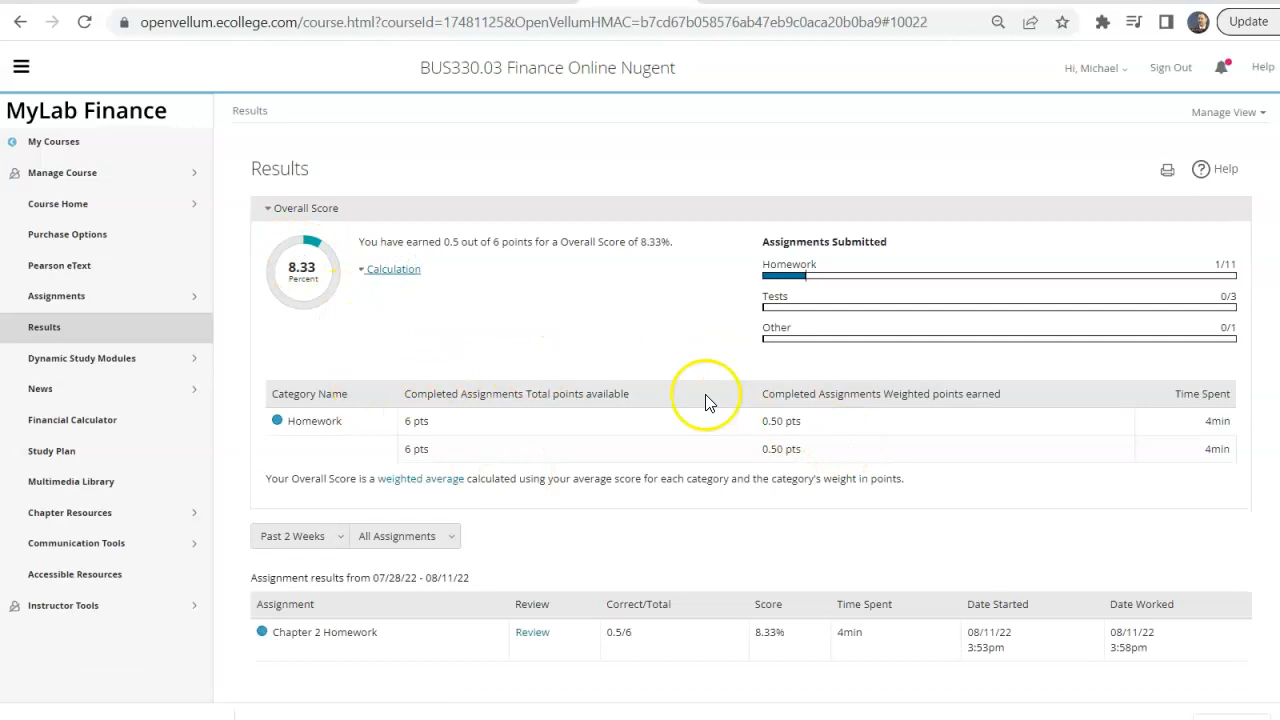 openvellum.ecollege.com/course.html?courseId=17481125&OpenVellumHMAC=b7cd67b058576ab47eb9c0aca20b0ba9#10022
Update
BUS330.03 Finance Online Nugent
Hi, Michael
Sign Out
Help
MyLab Finance
Results
Manage View
My Courses
Manage Course
Course Home
Purchase Options
Pearson eText
Assignments
Results
Dynamic Study Modules
News
Financial Calculator
Study Plan
Multimedia Library
Chapter Resources
Communication Tools
Accessible Resources
Instructor Tools
Results
? Help
Overall Score
8.33
Percent
You have earned 0.5 out of 6 points for a Overall Score of 8.33%.
Calculation
Assignments Submitted
Homework 1/11
Tests 0/3
Other 0/1
Category Name Completed Assignments Total points available Completed Assignments Weighted points earned Time Spent
Homework 6 pts 0.50 pts 4min
6 pts 0.50 pts 4min
Your Overall Score is a weighted average calculated using your average score for each category and the category's weight in points.
Past 2 Weeks All Assignments
Assignment results from 07/28/22 - 08/11/22
Assignment Review Correct/Total Score Time Spent Date Started Date Worked
Chapter 2 Homework Review 0.5/6 8.33% 4min 08/11/22 08/11/22
3:53pm 3:58pm